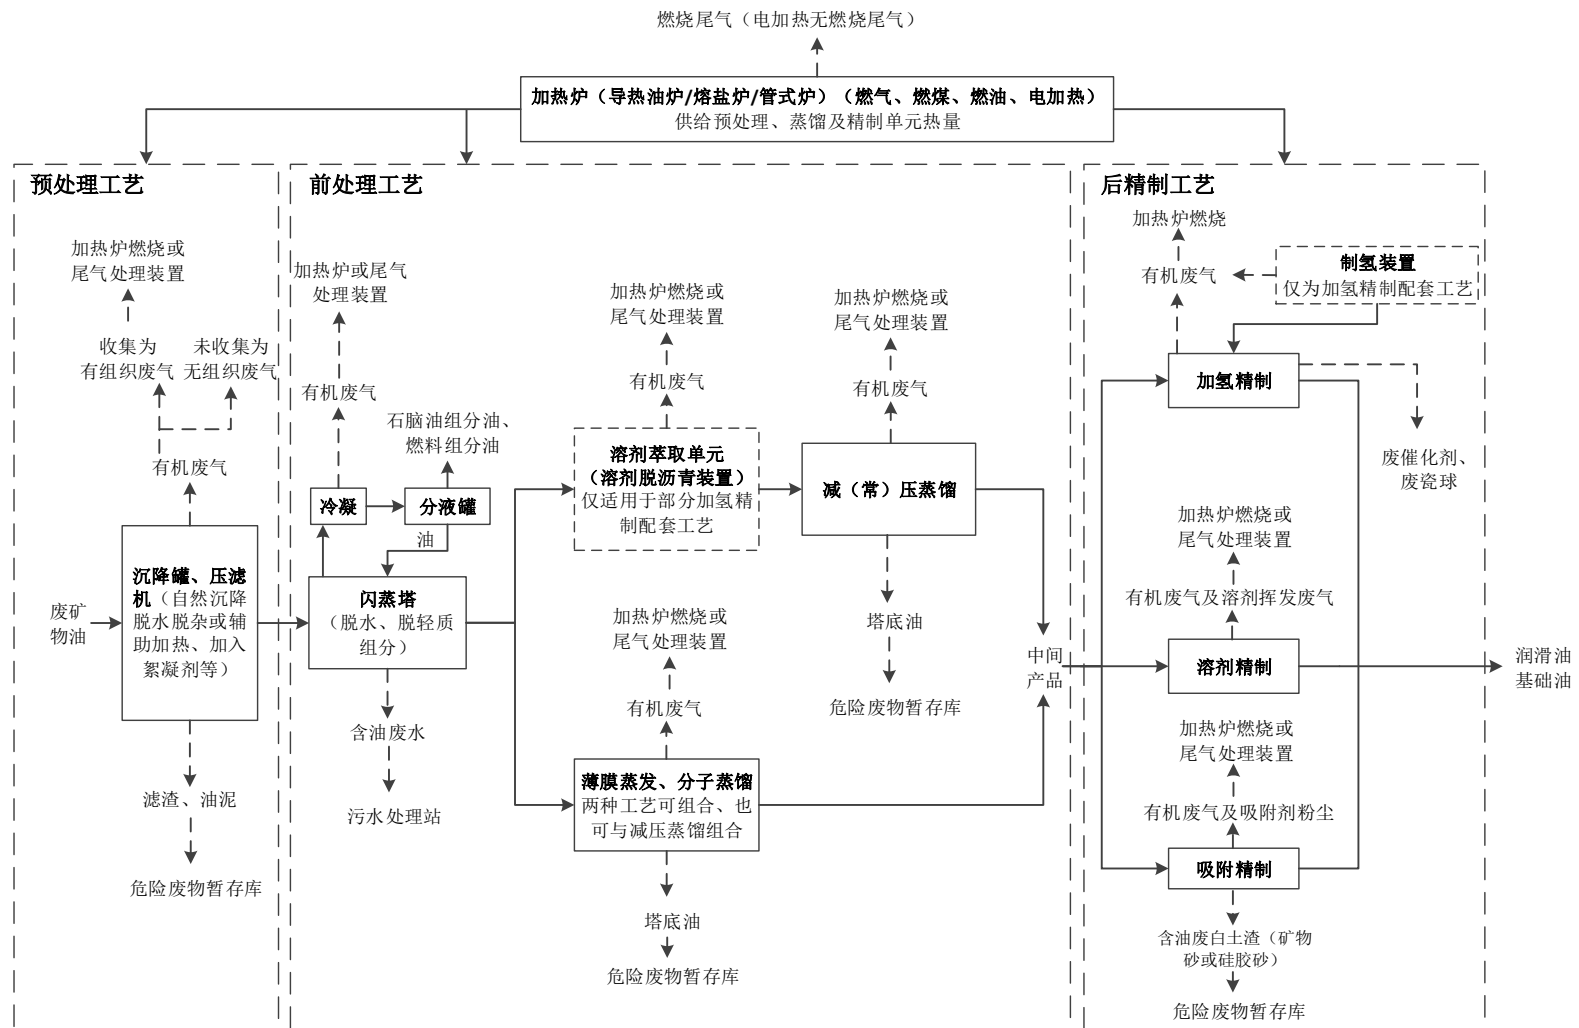 燃烧尾气（电加热无燃烧尾气）
加热炉（导热油炉/熔盐炉/管式炉）（燃气、燃煤、燃油、电加热）
供给预处理、蒸馏及精制单元热量
预处理工艺
加热炉燃烧或
尾气处理装置
收集为
有组织废气
未收集为
无组织废气
有机废气
废矿
物油
沉降罐、压滤
机（自然沉降
脱水脱杂或辅
助加热、加入
絮凝剂等）
滤渣、油泥
危险废物暂存库
前处理工艺
加热炉或尾气
处理装置
有机废气
石脑油组分油、
燃料组分油
冷凝
分液罐
油
闪蒸塔
（脱水、脱轻质
组分）
含油废水
污水处理站
加热炉燃烧或
尾气处理装置
有机废气
溶剂萃取单元
（溶剂脱沥青装置）
仅适用于部分加氢精
制配套工艺
加热炉燃烧或
尾气处理装置
有机废气
减（常）压蒸馏
塔底油
危险废物暂存库
加热炉燃烧或
尾气处理装置
有机废气
薄膜蒸发、分子蒸馏
两种工艺可组合、也
可与减压蒸馏组合
塔底油
危险废物暂存库
中间
产品
后精制工艺
加热炉燃烧
有机废气
制氢装置
仅为加氢精制配套工艺
加氢精制
废催化剂、
废瓷球
加热炉燃烧或
尾气处理装置
有机废气及溶剂挥发废气
溶剂精制
加热炉燃烧或
尾气处理装置
有机废气及吸附剂粉尘
吸附精制
含油废白土渣（矿物
砂或硅胶砂）
危险废物暂存库
润滑油
基础油